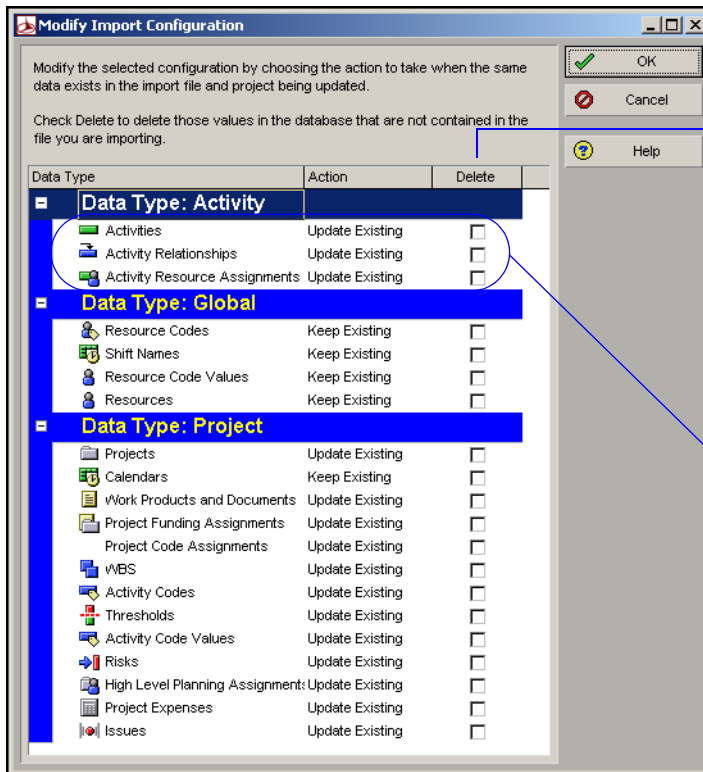 Modify Import Configuration
Modify the selected configuration by choosing the action to take when the same
data exists in the import file and project being updated.
Check Delete to delete those values in the database that are not contained in the
file you are importing.
OK
Cancel
Help
Data Type Action Delete
Data Type: Activity
Activities Update Existing
Activity Relationships Update Existing
Activity Resource Assignments Update Existing
Data Type: Global
Resource Codes Keep Existing
Shift Names Keep Existing
Resource Code Values Keep Existing
Resources Keep Existing
Data Type: Project
Projects Update Existing
Calendars Keep Existing
Work Products and Documents Update Existing
Project Funding Assignments Update Existing
Project Code Assignments Update Existing
WBS Update Existing
Activity Codes Update Existing
Thresholds Update Existing
Activity Code Values Update Existing
Risks Update Existing
High Level Planning Assignments Update Existing
Project Expenses Update Existing
Issues Update Existing